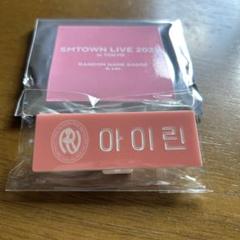 SMTOWN LIVE 202
in TOKYO
RANDOM NAME BADGE
아이린